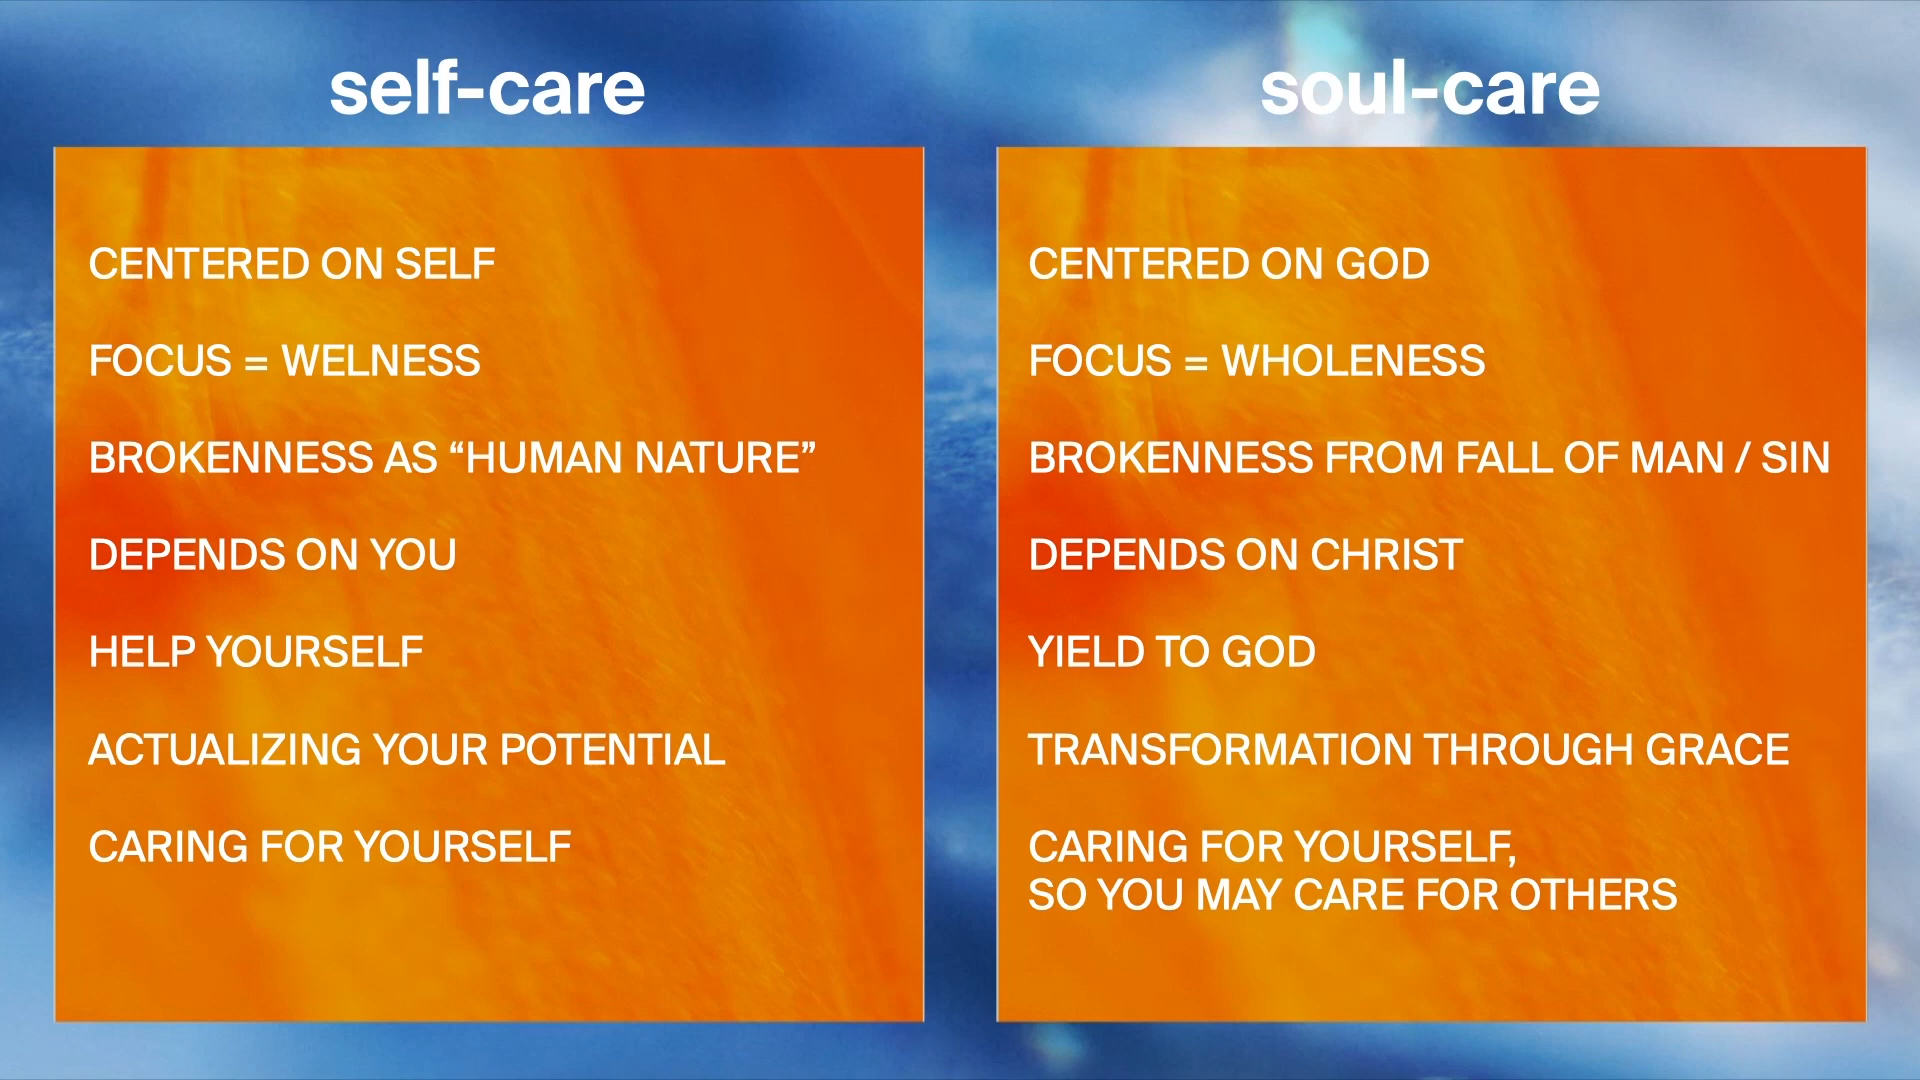 self-care
CENTERED ON SELF
FOCUS = WELNESS
BROKENNESS AS “HUMAN NATURE”
DEPENDS ON YOU
HELP YOURSELF
ACTUALIZING YOUR POTENTIAL
CARING FOR YOURSELF
soul-care
CENTERED ON GOD
FOCUS = WHOLENESS
BROKENNESS FROM FALL OF MAN / SIN
DEPENDS ON CHRIST
YIELD TO GOD
TRANSFORMATION THROUGH GRACE
CARING FOR YOURSELF,
SO YOU MAY CARE FOR OTHERS